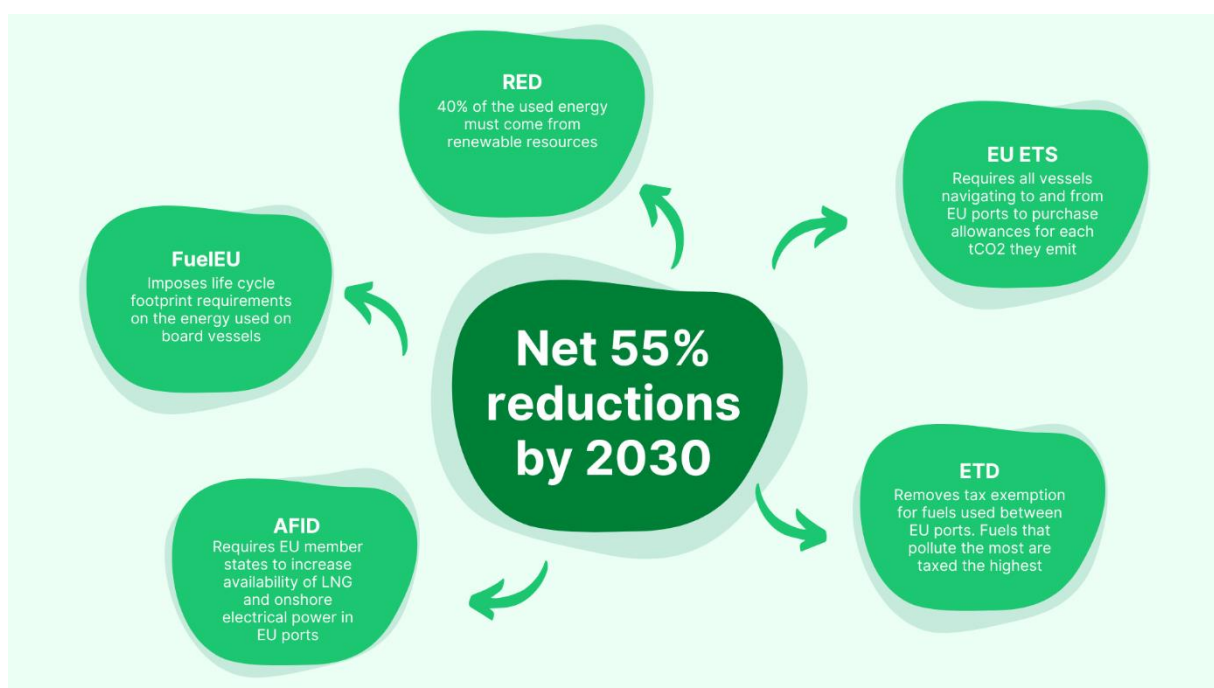 RED
40% of the used energy
must come from
renewable resources
EU ETS
Requires all vessels
navigating to and from
EU ports to purchase
allowances for each
tCO2 they emit
FuelEU
Imposes life cycle
footprint requirements
on the energy used on
board vessels
Net 55%
reductions
by 2030
ETD
Removes tax exemption
for fuels used between
EU ports. Fuels that
pollute the most are
taxed the highest
AFID
Requires EU member
states to increase
availability of LNG
and onshore
electrical power in
EU ports